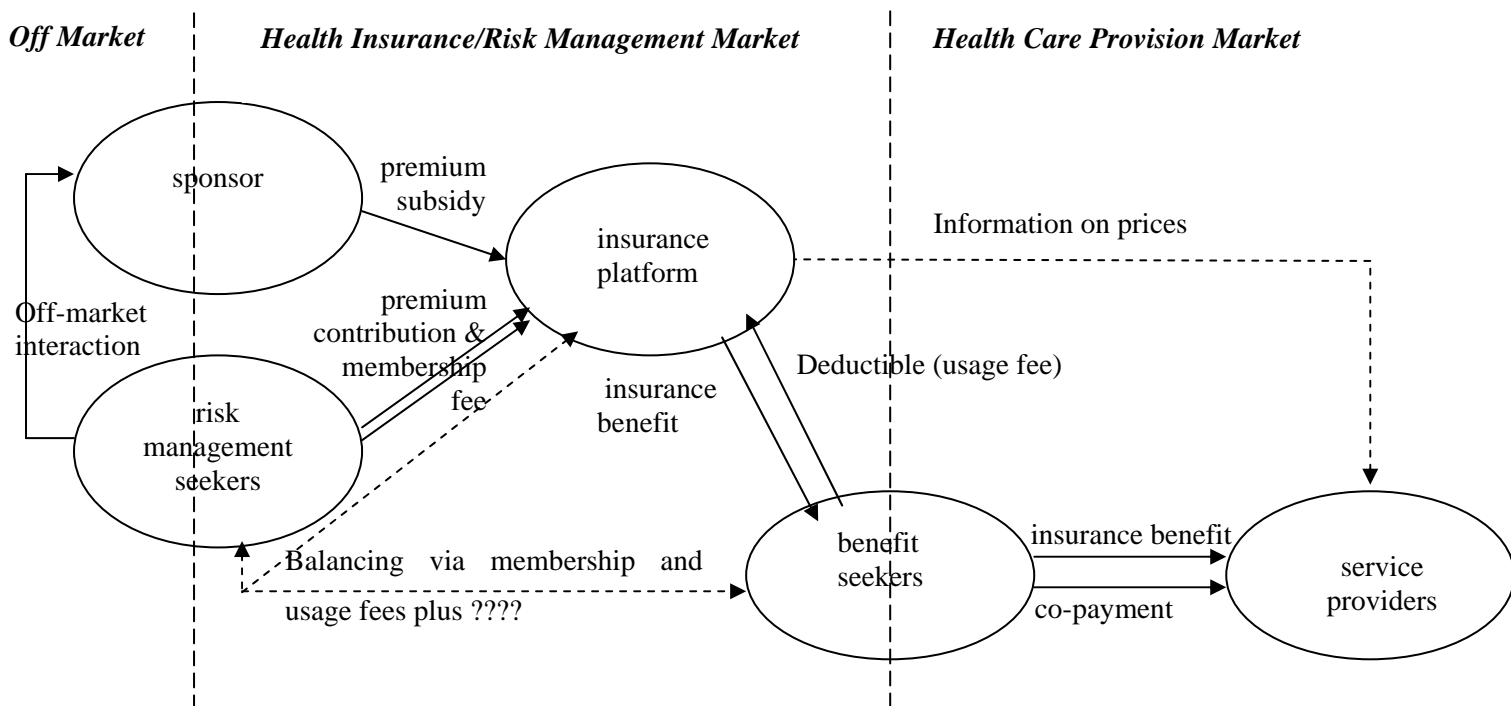 Off Market
Health Insurance/Risk Management Market
Health Care Provision Market
sponsor
premium
subsidy
insurance
platform
Information on prices
Off-market
interaction
premium
contribution &
membership
fee
risk
management
seekers
insurance
benefit
Deductible (usage fee)
Balancing via membership and
usage fees plus ????
benefit
seekers
insurance benefit
co-payment
service
providers